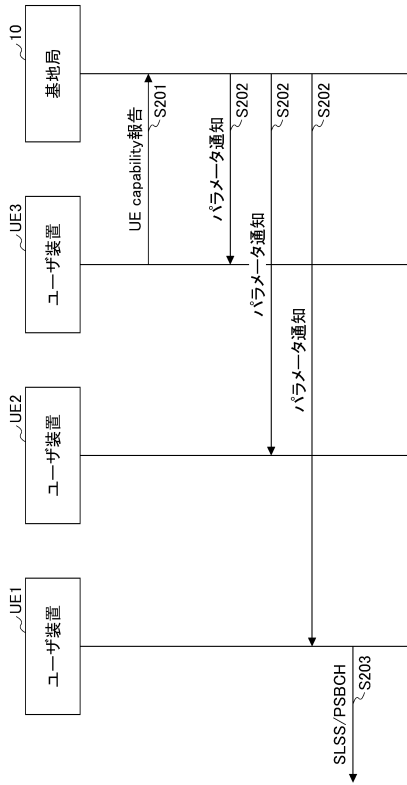 UE1
ユーザ装置
UE2
ユーザ装置
UE3
ユーザ装置
10
基地局
UE capability報告
S201
パラメータ通知
S202
パラメータ通知
S202
パラメータ通知
S202
SLSS/PSBCH
S203